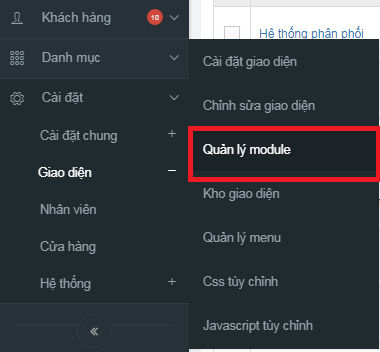 Khách hàng 10
Danh mục
Cài đặt
Cài đặt chung +
Giao diện −
Nhân viên
Cửa hàng
Hệ thống +
«
Hệ thống phân phối
Cài đặt giao diện
Chỉnh sửa giao diện
Quản lý module
Kho giao diện
Quản lý menu
Css tùy chỉnh
Javascript tùy chỉnh